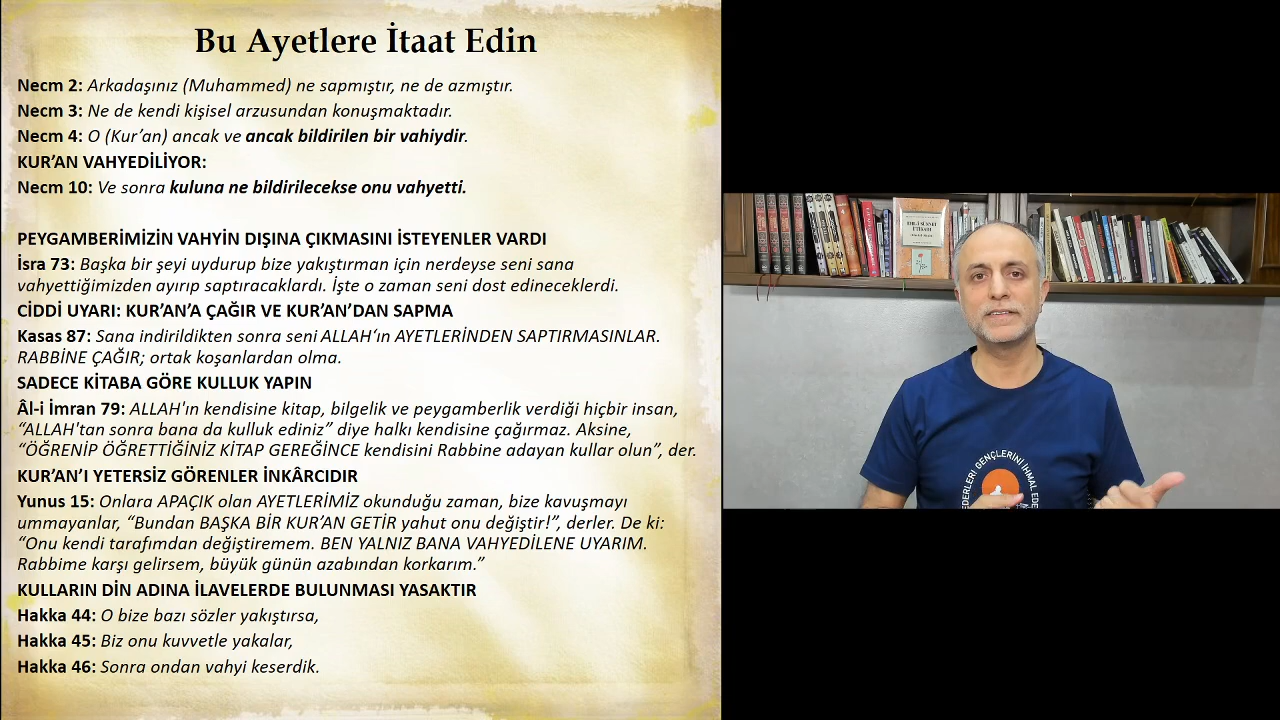 Bu Ayetlere İtaat Edin
Necm 2: Arkadaşınız (Muhammed) ne sapmıştır, ne de azmıştır.
Necm 3: Ne de kendi kişisel arzusundan konuşmaktadır.
Necm 4: O (Kur’an) ancak ve ancak bildirilen bir vahiydir.
KUR’AN VAHYEDİLİYOR:
Necm 10: Ve sonra kuluna ne bildirilecekse onu vahyetti.
PEYGAMBERİMİZİN VAHYİN DIŞINA ÇIKMASINI İSTEYENLER VARDI
İsra 73: Başka bir şeyi uydurup bize yakıştırman için nerdeyse seni sana
vahyettiğimizden ayırıp saptıracaklardı. İşte o zaman seni dost edineceklerdi.
CİDDİ UYARI: KUR’AN’A ÇAĞIR VE KUR’AN’DAN SAPMA
Kasas 87: Sana indirildikten sonra seni ALLAH‘ın AYETLERİNDEN SAPTIRMASINLAR.
RABBİNE ÇAĞIR; ortak koşanlardan olma.
SADECE KİTABA GÖRE KULLUK YAPIN
Âl-i İmran 79: ALLAH'ın kendisine kitap, bilgelik ve peygamberlik verdiği hiçbir insan,
“ALLAH'tan sonra bana da kulluk ediniz” diye halkı kendisine çağırmaz. Aksine,
“ÖĞRENİP ÖĞRETTİĞİNİZ KİTAP GEREĞİNCE kendisini Rabbine adayan kullar olun”, der.
KUR’AN’I YETERSİZ GÖRENLER İNKÂRCIDIR
Yunus 15: Onlara APAÇIK olan AYETLERİMİZ okunduğu zaman, bize kavuşmayı
ummayanlar, “Bundan BAŞKA BİR KUR’AN GETİR yahut onu değiştir!”, derler. De ki:
“Onu kendi tarafımdan değiştiremem. BEN YALNIZ BANA VAHYEDİLENE UYARIM.
Rabbime karşı gelirsem, büyük günün azabından korkarım.”
KULLARIN DİN ADINA İLAVELERDE BULUNMASI YASAKTIR
Hakka 44: O bize bazı sözler yakıştırsa,
Hakka 45: Biz onu kuvvetle yakalar,
Hakka 46: Sonra ondan vahyi keserdik.
EHL-İ SÜNNET
İTİKADI
EDERLERİ GENÇLERİNİ İHMAL EDE